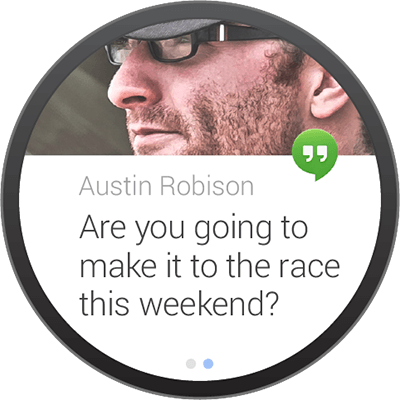 Austin Robison
Are you going to
make it to the race
this weekend?